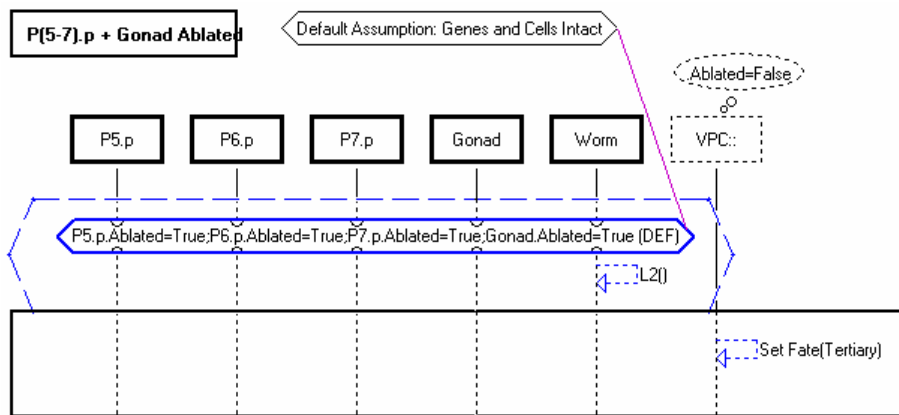 P(5-7).p + Gonad Ablated
Default Assumption: Genes and Cells Intact
.Ablated=False
P5.p
P6.p
P7.p
Gonad
Worm
VPC::
P5.p.Ablated=True;P6.p.Ablated=True;P7.p.Ablated=True;Gonad.Ablated=True (DEF)
L2()
Set Fate(Tertiary)